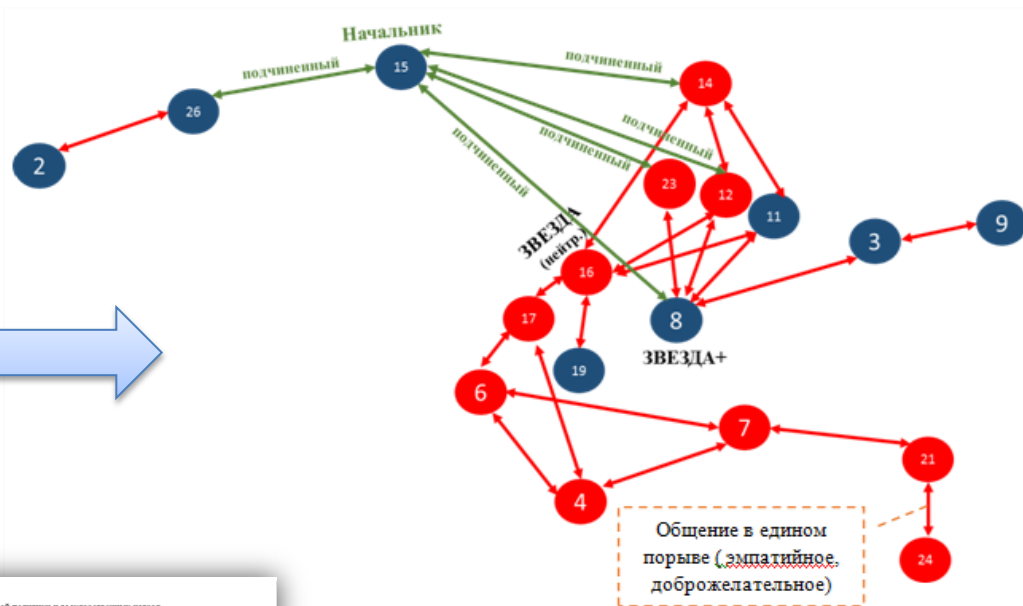 Начальник
подчиненный
15
подчиненный
14
26
подчиненный
подчиненный
подчиненный
2
23
12
11
ЗВЕЗДА
(нейтр.)
3
9
16
17
8
ЗВЕЗДА+
19
6
7
21
4
Общение в едином
порыве ( эмпатийное,
доброжелательное)
24